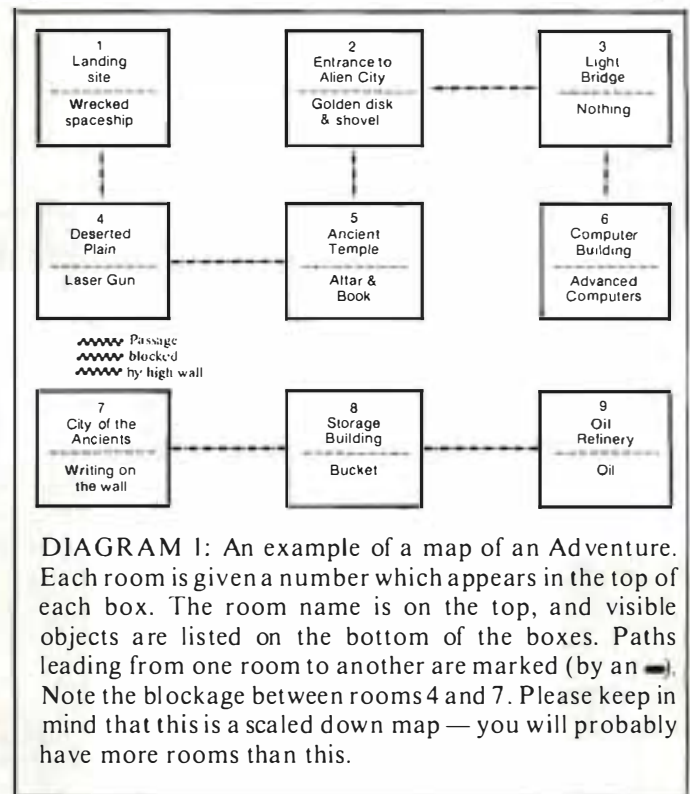 1
Landing
site
Wrecked
spaceship
2
Entrance to
Alien City
Golden disk
& shovel
3
Light
Bridge
Nothing
4
Deserted
Plain
Laser Gun
5
Ancient
Temple
Altar &
Book
6
Computer
Building
Advanced
Computers
Passage
blocked
by high wall
7
City of the
Ancients
Writing on
the wall
8
Storage
Building
Bucket
9
Oil
Refinery
Oil
DIAGRAM I: An example of a map of an Adventure.
Each room is given a number which appears in the top of
each box. The room name is on the top, and visible
objects are listed on the bottom of the boxes. Paths
leading from one room to another are marked (by an ▬).
Note the blockage between rooms 4 and 7. Please keep in
mind that this is a scaled down map — you will probably
have more rooms than this.